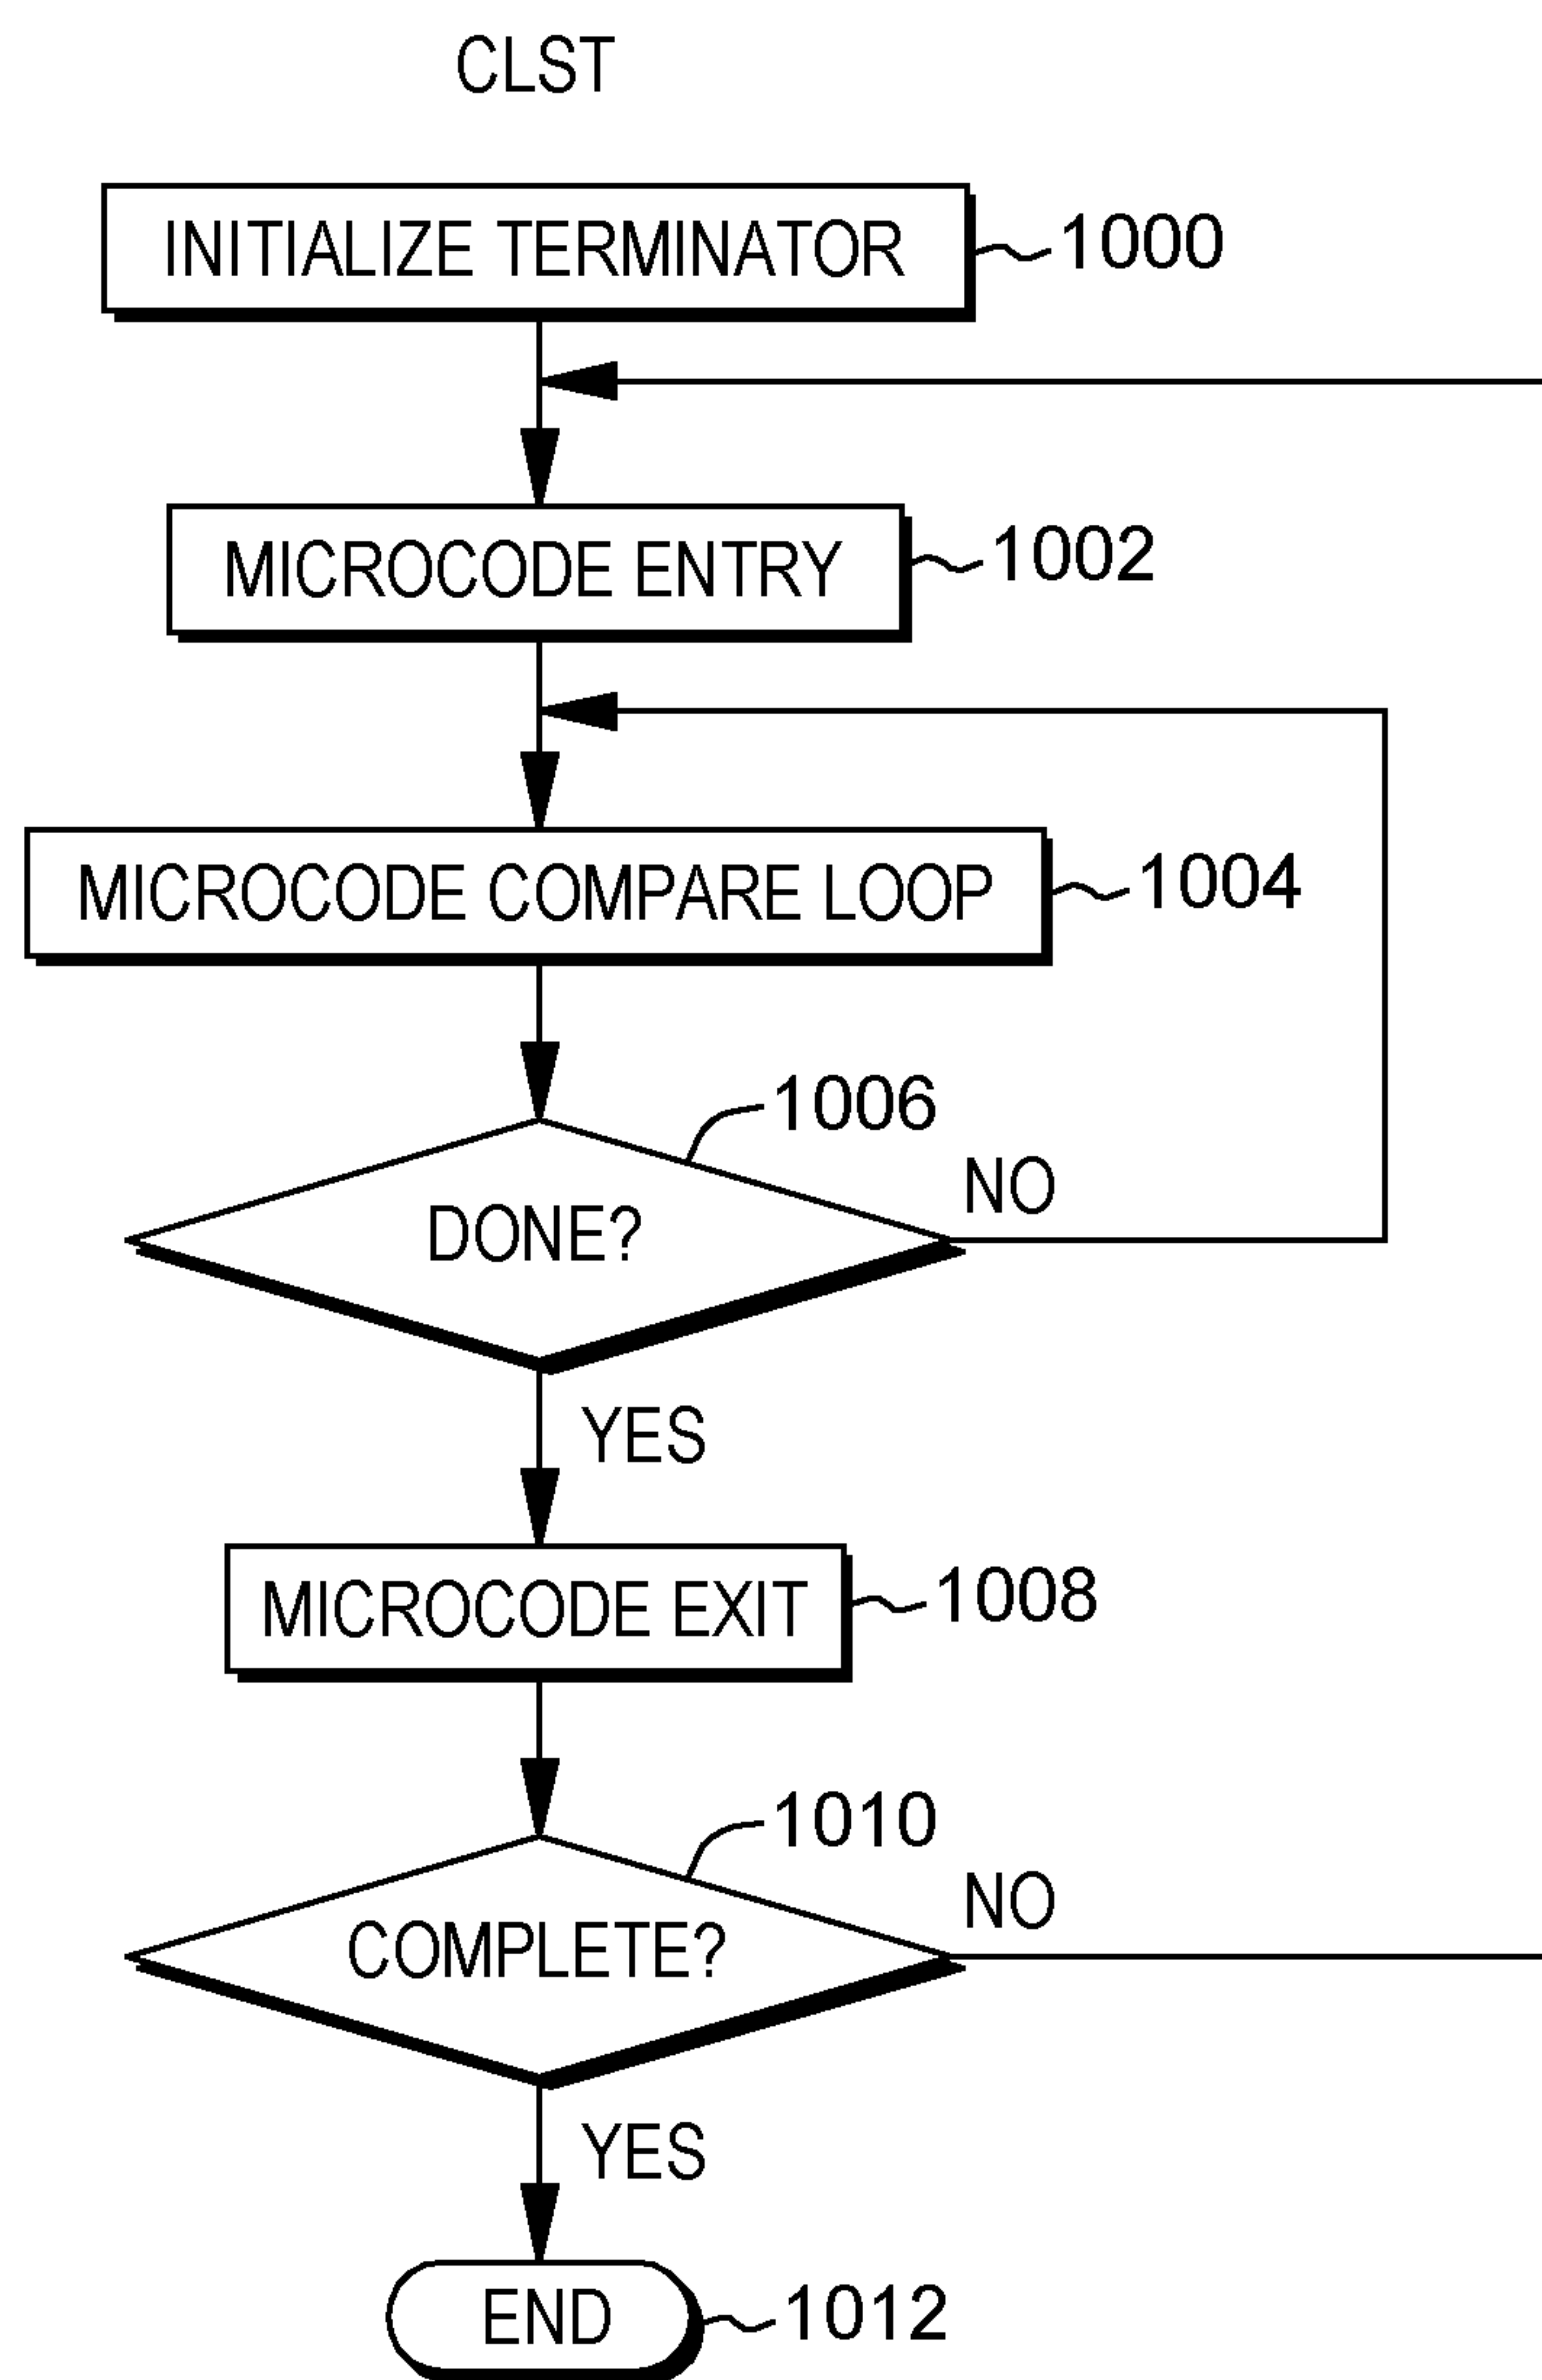 CLST
INITIALIZE TERMINATOR
1000
MICROCODE ENTRY
1002
MICROCODE COMPARE LOOP
1004
1006
DONE?
NO
YES
MICROCODE EXIT
1008
1010
COMPLETE?
NO
YES
END
1012